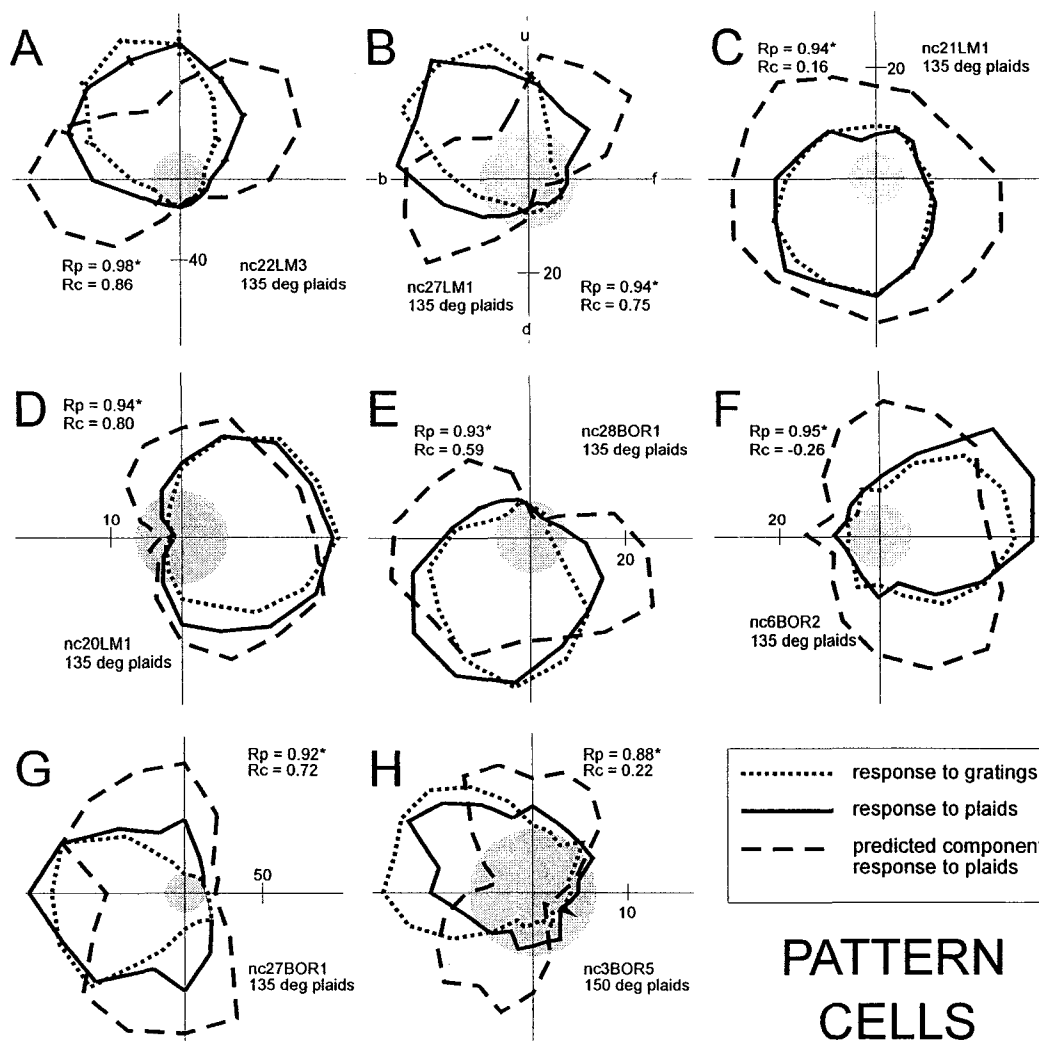 A
Rp = 0.98*
Rc = 0.86
40
nc22LM3
135 deg plaids
B
u
b
f
20
d
nc27LM1
135 deg plaids
Rp = 0.94*
Rc = 0.75
C
Rp = 0.94*
Rc = 0.16
20
nc21LM1
135 deg plaids
D
Rp = 0.94*
Rc = 0.80
10
nc20LM1
135 deg plaids
E
Rp = 0.93*
Rc = 0.59
nc28BOR1
135 deg plaids
20
F
Rp = 0.95*
Rc = -0.26
20
nc6BOR2
135 deg plaids
G
Rp = 0.92*
Rc = 0.72
50
nc27BOR1
135 deg plaids
H
Rp = 0.88*
Rc = 0.22
10
nc3BOR5
150 deg plaids
response to gratings
response to plaids
predicted component
response to plaids
PATTERN
CELLS